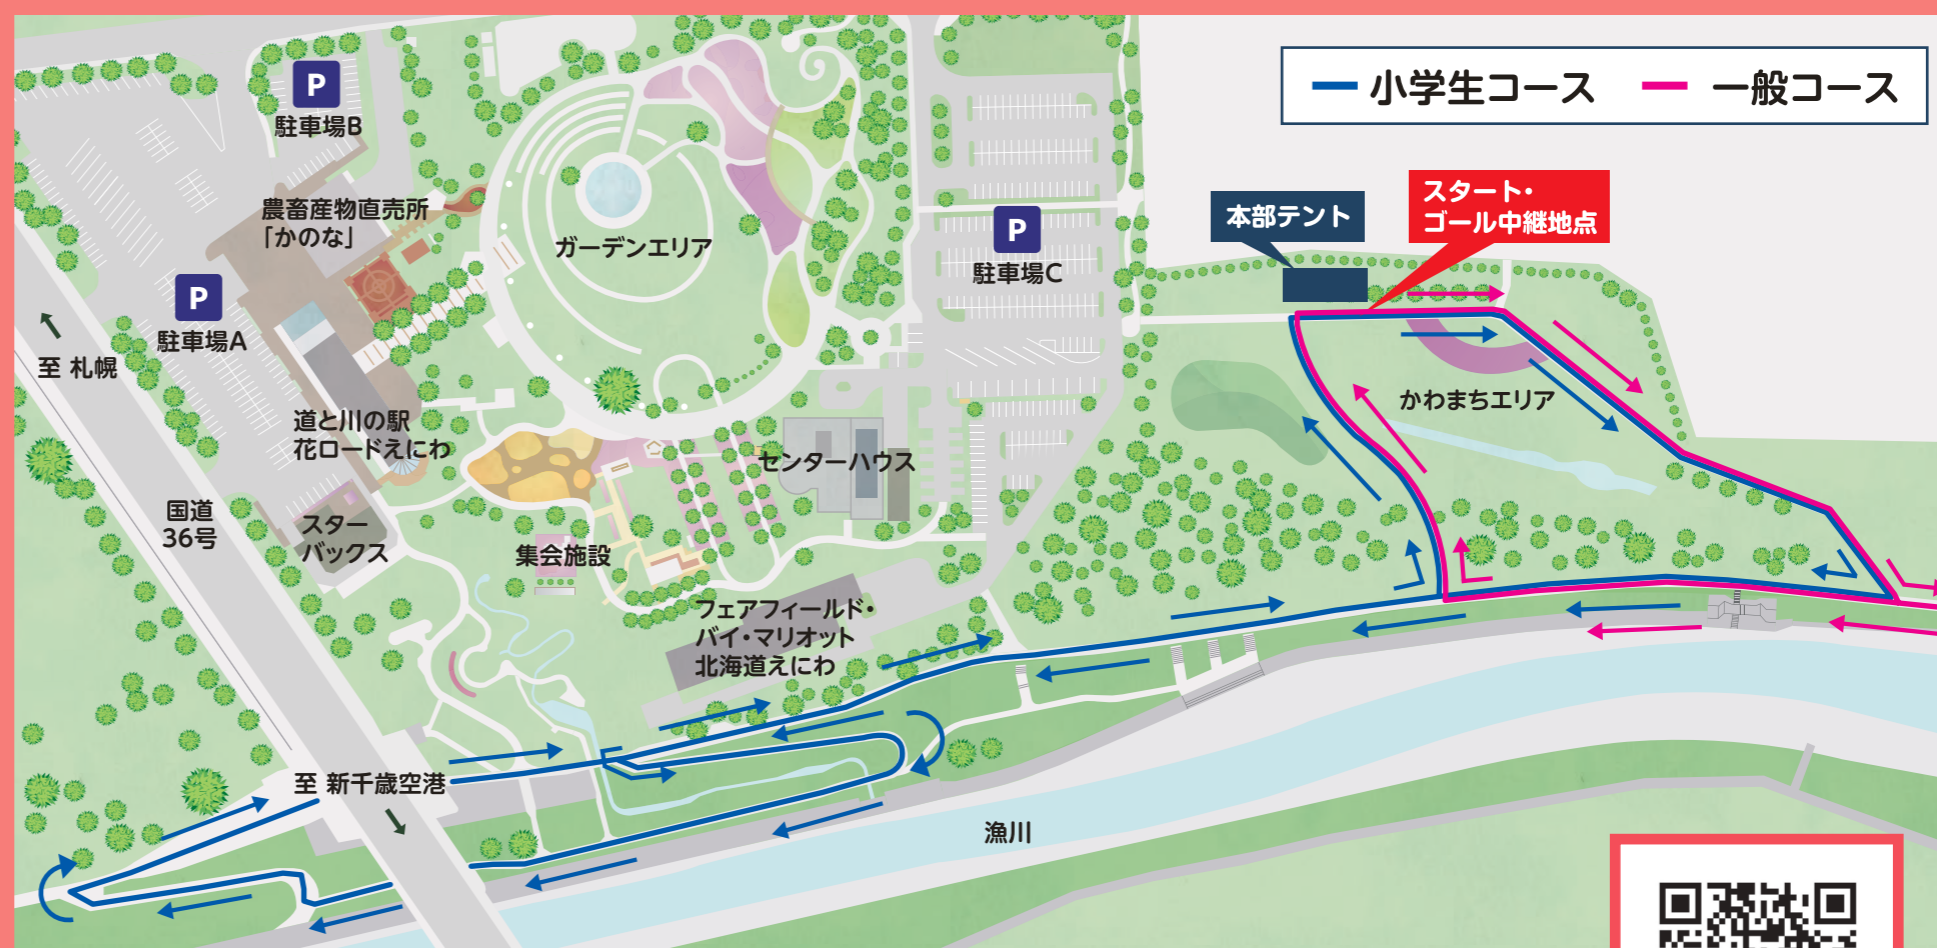 小学生コース
一般コース
P
駐車場B
農畜産物直売所
「かのな」
ガーデンエリア
P
駐車場C
本部テント
スタート・
ゴール中継地点
P
駐車場A
至 札幌
かわまちエリア
道と川の駅
花ロードえにわ
センターハウス
国道
36号
スター
バックス
集会施設
フェアフィールド・
バイ・マリオット
北海道えにわ
至 新千歳空港
漁川